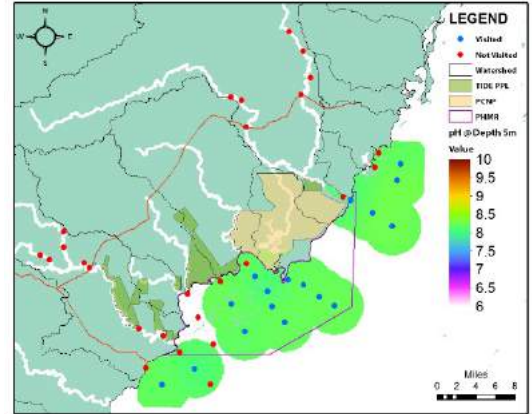 N
W E
S
LEGEND
Visited
Not Visited
Watershed
TIDE PPL
PCNP
PHMR
pH @ Depth 5m
Value
10
9.5
9
8.5
8
7.5
7
6.5
6
Miles
0 2 4 6 8